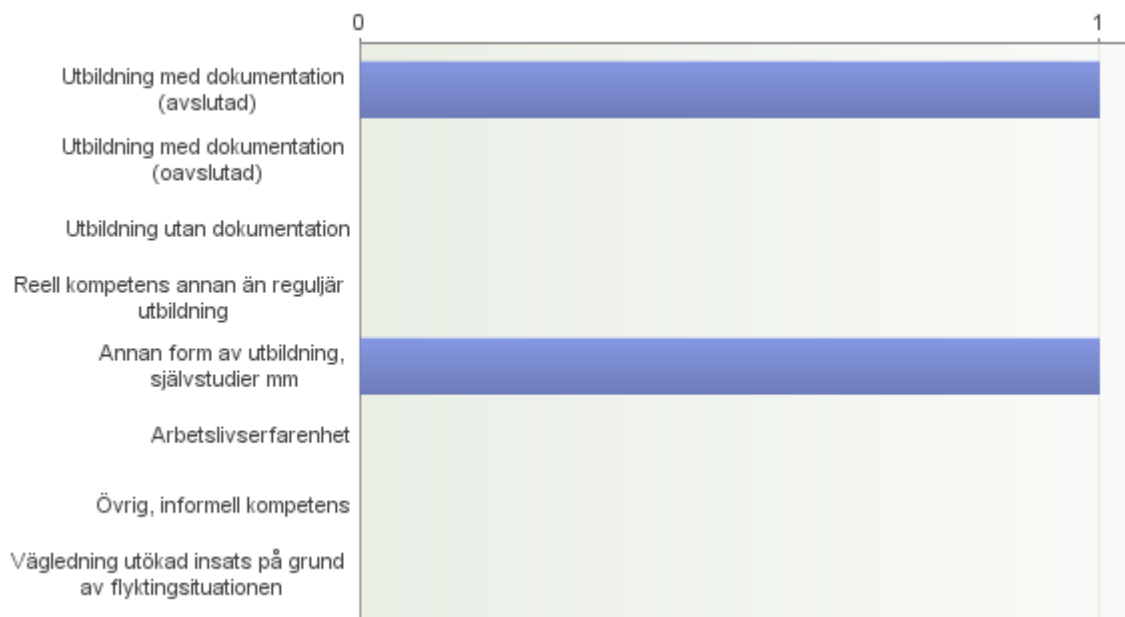 0 1
Utbildning med dokumentation
(avslutad)
Utbildning med dokumentation
(oavslutad)
Utbildning utan dokumentation
Reell kompetens annan än reguljär
utbildning
Annan form av utbildning,
självstudier mm
Arbetslivserfarenhet
Övrig, informell kompetens
Vägledning utökad insats på grund
av flyktingsituationen